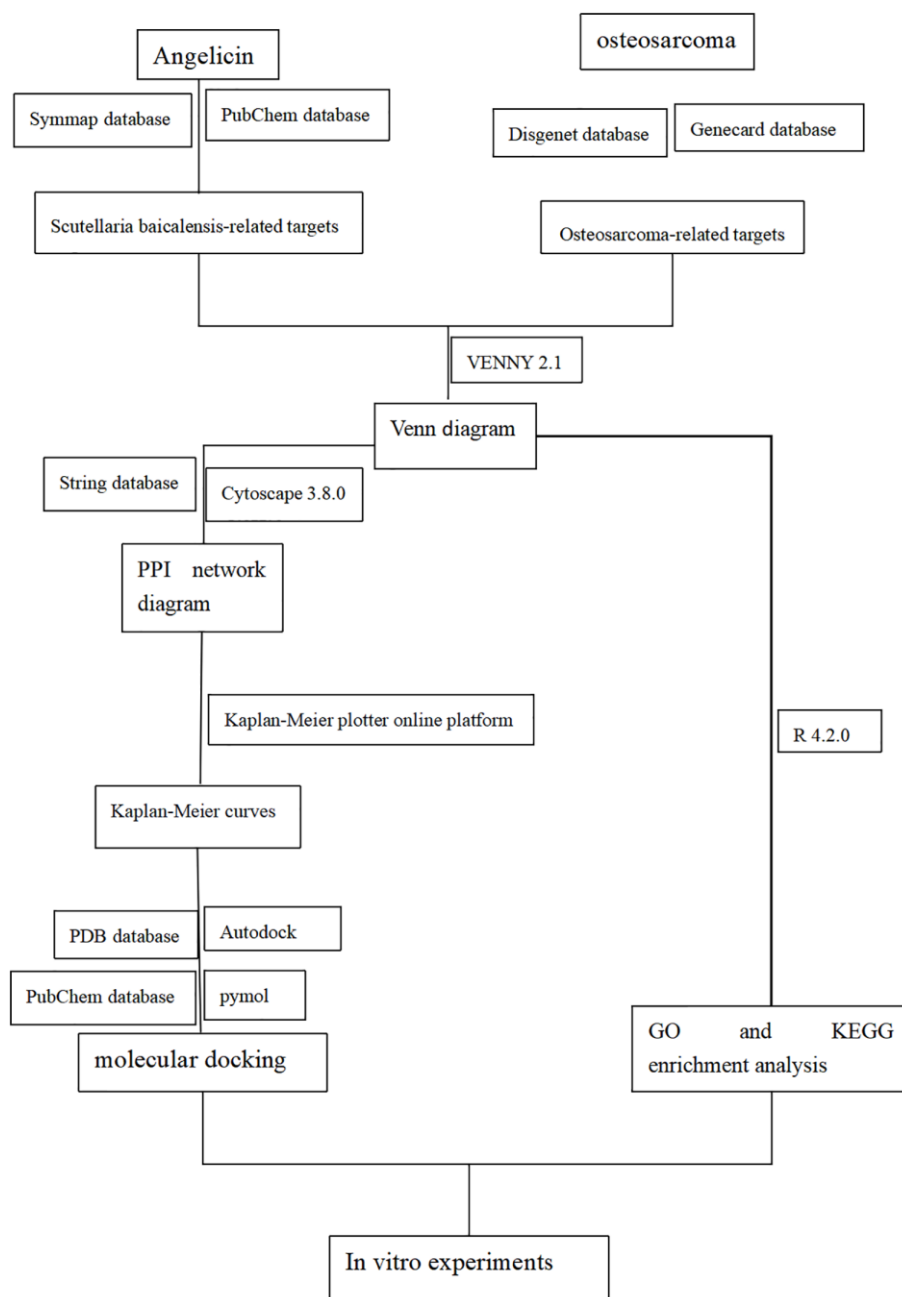 Angelicin
osteosarcoma
Symmap database
PubChem database
Disgenet database
Genecard database
Scutellaria baicalensis-related targets
Osteosarcoma-related targets
VENNY 2.1
Venn diagram
String database
Cytoscape 3.8.0
PPI network
diagram
Kaplan-Meier plotter online platform
R 4.2.0
Kaplan-Meier curves
PDB database
Autodock
PubChem database
pymol
molecular docking
GO and KEGG
enrichment analysis
In vitro experiments